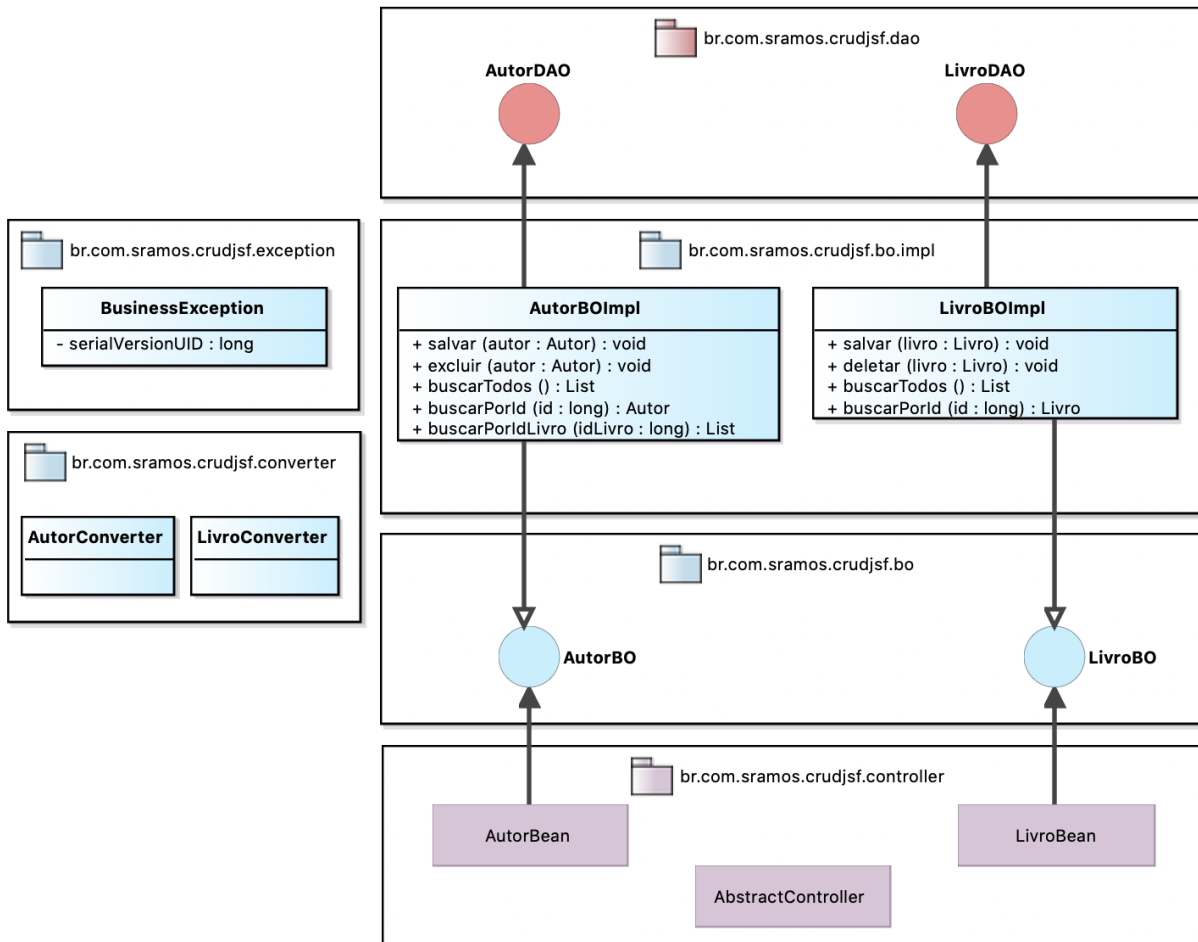 br.com.sramos.crudjsf.dao
AutorDAO
LivroDAO
br.com.sramos.crudjsf.exception
BusinessException
- serialVersionUID : long
br.com.sramos.crudjsf.converter
AutorConverter
LivroConverter
br.com.sramos.crudjsf.bo.impl
AutorBOImpl
+ salvar (autor : Autor) : void
+ excluir (autor : Autor) : void
+ buscarTodos () : List
+ buscarPorId (id : long) : Autor
+ buscarPorIdLivro (idLivro : long) : List
LivroBOImpl
+ salvar (livro : Livro) : void
+ deletar (livro : Livro) : void
+ buscarTodos () : List
+ buscarPorId (id : long) : Livro
br.com.sramos.crudjsf.bo
AutorBO
LivroBO
br.com.sramos.crudjsf.controller
AutorBean
LivroBean
AbstractController